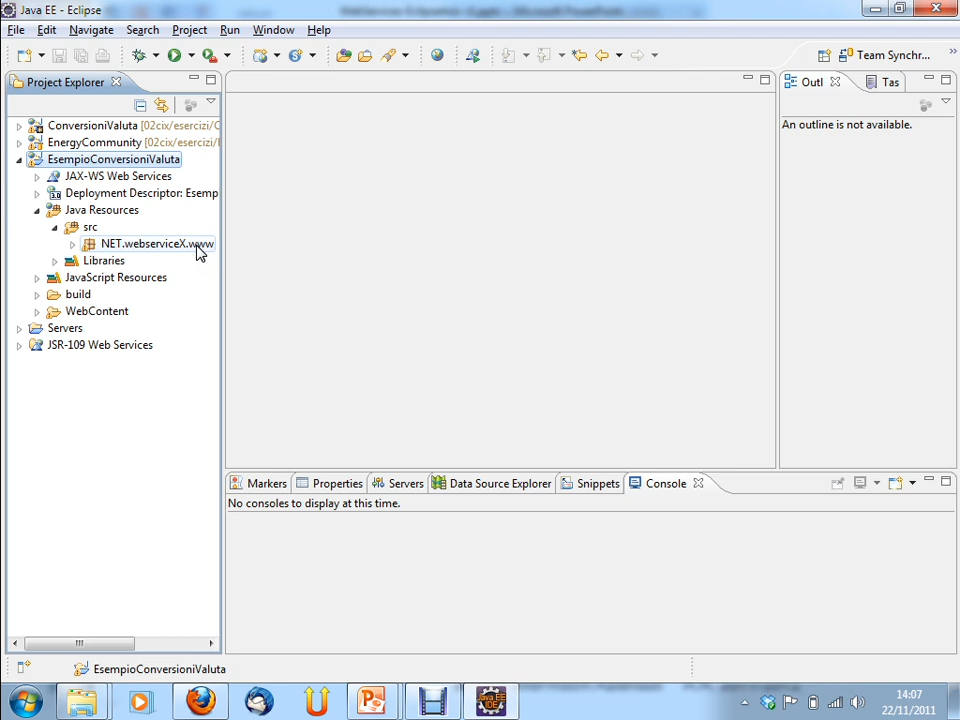 Java EE - Eclipse
File Edit Navigate Search Project Run Window Help
Team Synchr...
Project Explorer
Outl
Tas
ConversioniValuta [02cix/esercizi/C
EnergyCommunity [02cix/esercizi/
EsempioConversioniValuta
JAX-WS Web Services
Deployment Descriptor: Esemp
Java Resources
src
NET.webserviceX.www
Libraries
JavaScript Resources
build
WebContent
Servers
JSR-109 Web Services
An outline is not available.
Markers Properties Servers Data Source Explorer Snippets Console
No consoles to display at this time.
EsempioConversioniValuta
Java EE
IDE
14:07
22/11/2011